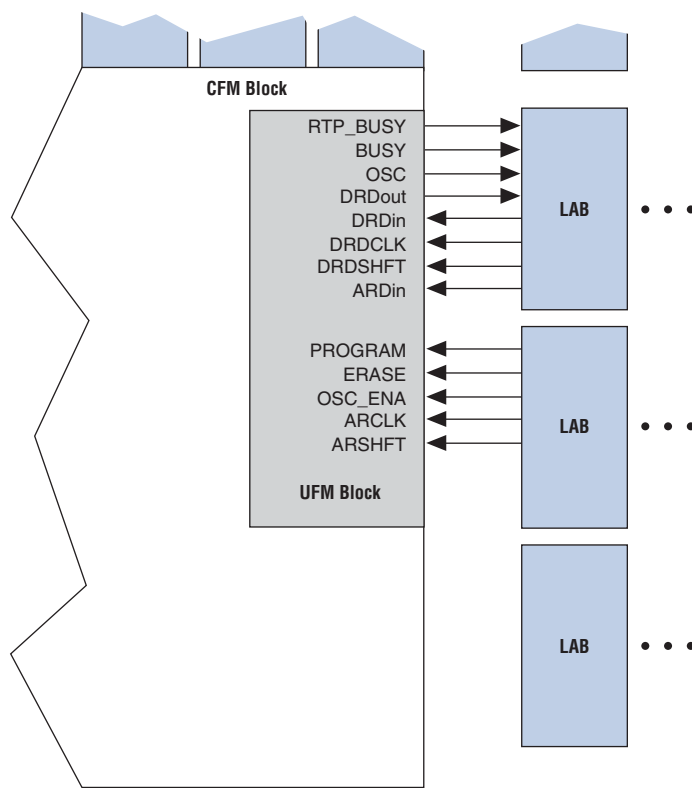 CFM Block
RTP_BUSY
BUSY
OSC
DRDout
DRDin
DRDCLK
DRDSHFT
ARDin
LAB
PROGRAM
ERASE
OSC_ENA
ARCLK
ARSHFT
LAB
UFM Block
LAB